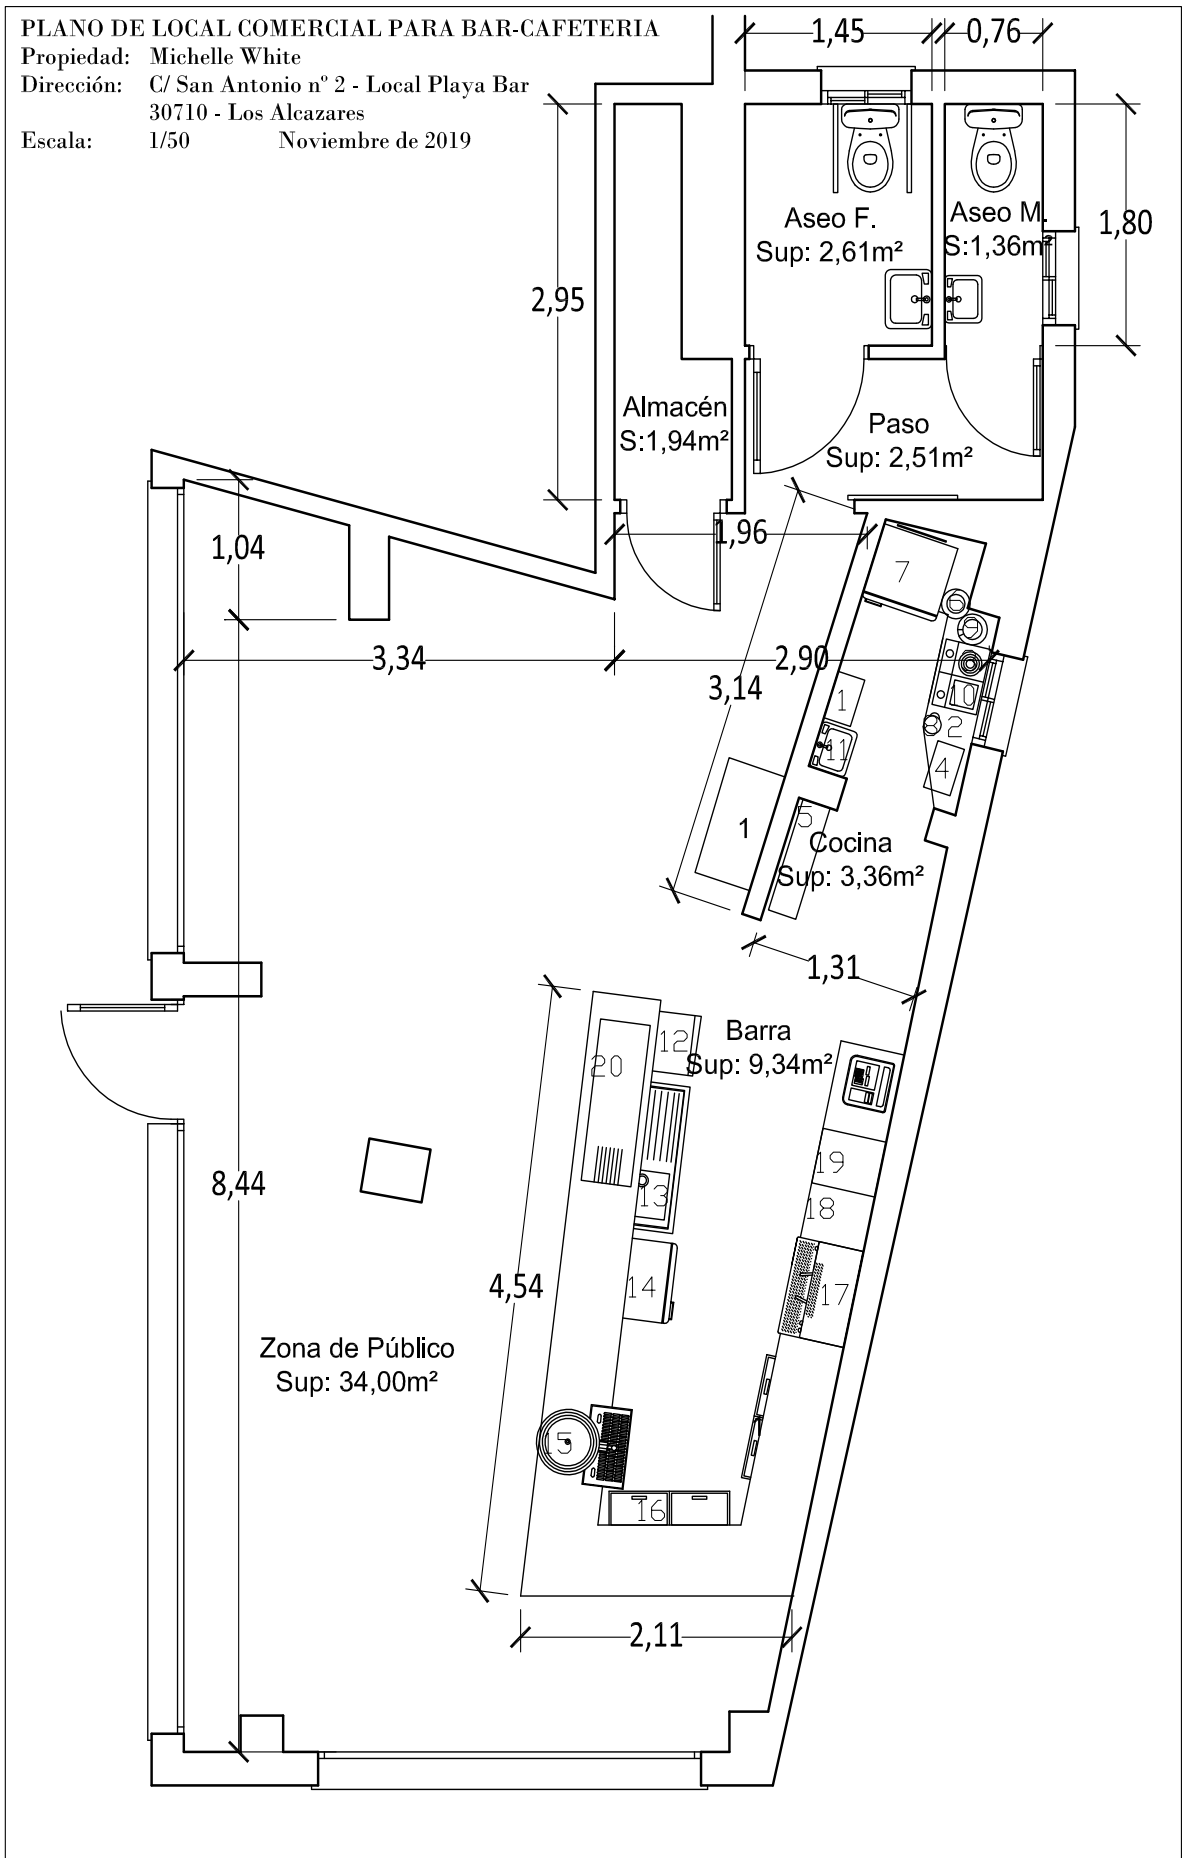 PLANO DE LOCAL COMERCIAL PARA BAR-CAFETERIA
Propiedad: Michelle White
Dirección: C/ San Antonio nº 2 - Local Playa Bar
30710 - Los Alcazares
Escala: 1/50 Noviembre de 2019
1,45
0,76
Aseo F.
Sup: 2,61m²
Aseo M.
S:1,36m²
1,80
2,95
Almacén
S:1,94m²
Paso
Sup: 2,51m²
1,04
1,96
7
6
9
3,34
2,90
3,14
10
1
8
2
11
4
1
5
Cocina
Sup: 3,36m²
1,31
Barra
Sup: 9,34m²
12
20
19
13
18
8,44
4,54
14
17
Zona de Público
Sup: 34,00m²
15
16
2,11